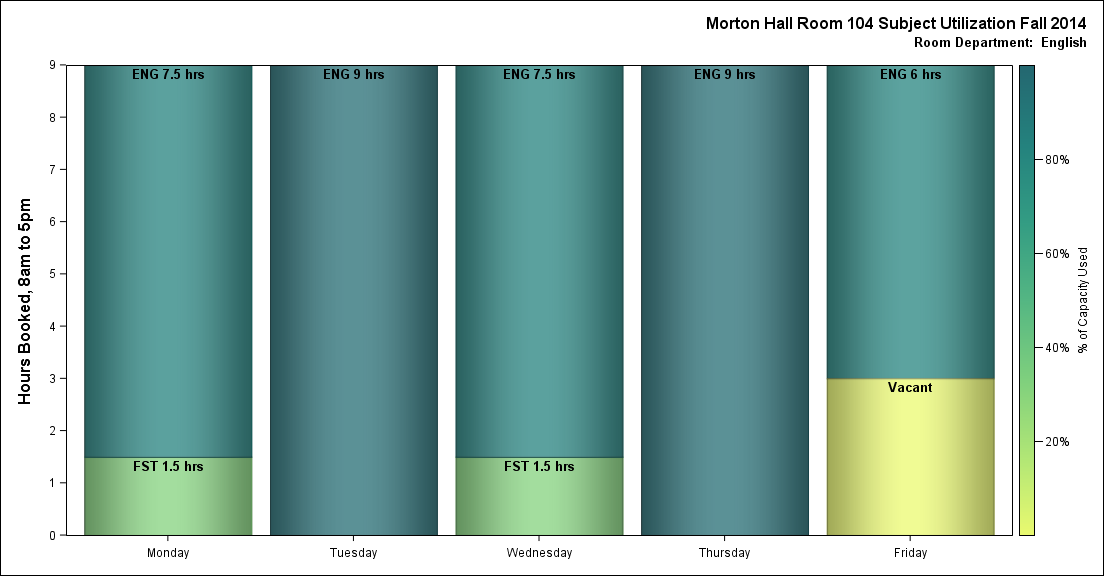 Morton Hall Room 104 Subject Utilization Fall 2014
Room Department: English
Hours Booked, 8am to 5pm
9
8
7
6
5
4
3
2
1
0
ENG 7.5 hrs
ENG 9 hrs
ENG 7.5 hrs
ENG 9 hrs
ENG 6 hrs
Vacant
FST 1.5 hrs
FST 1.5 hrs
Monday
Tuesday
Wednesday
Thursday
Friday
80%
60%
40%
20%
% of Capacity Used